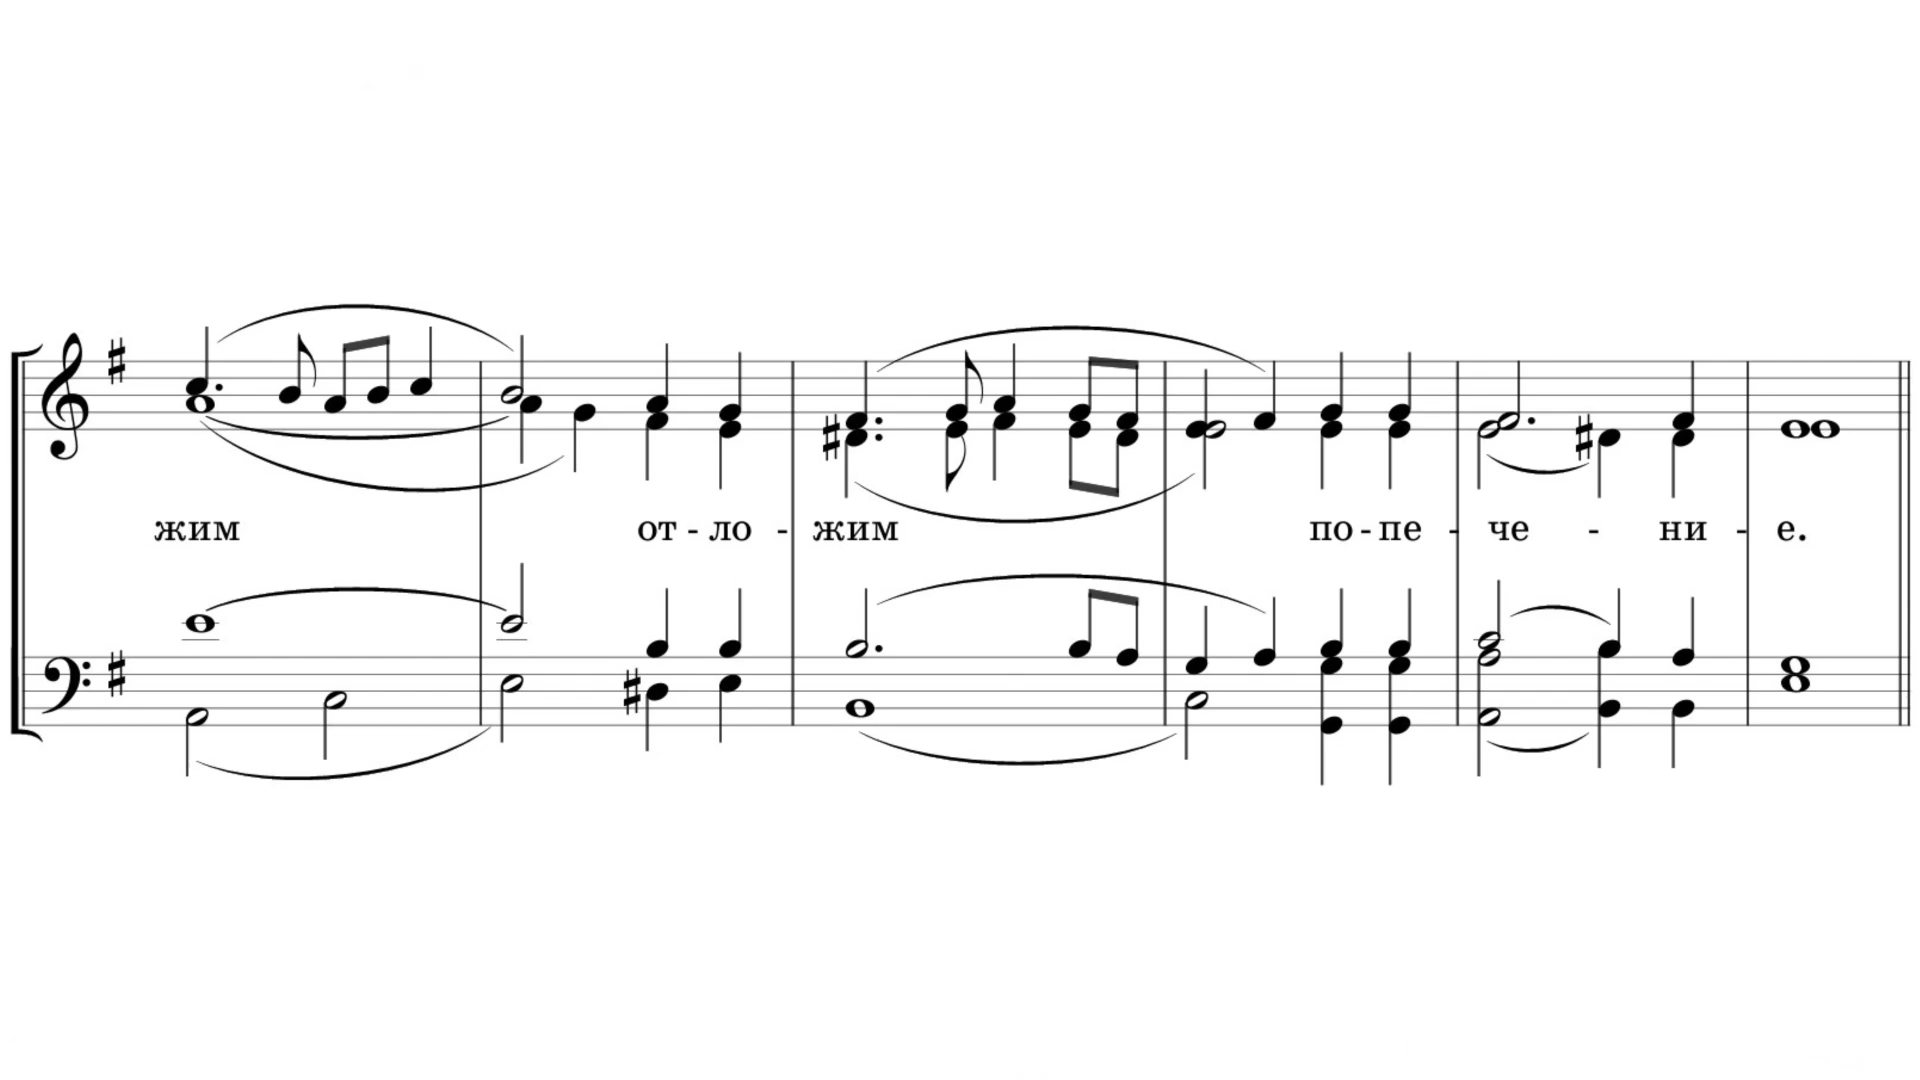 жим от - ло - жим по - пе - че - ни - е.